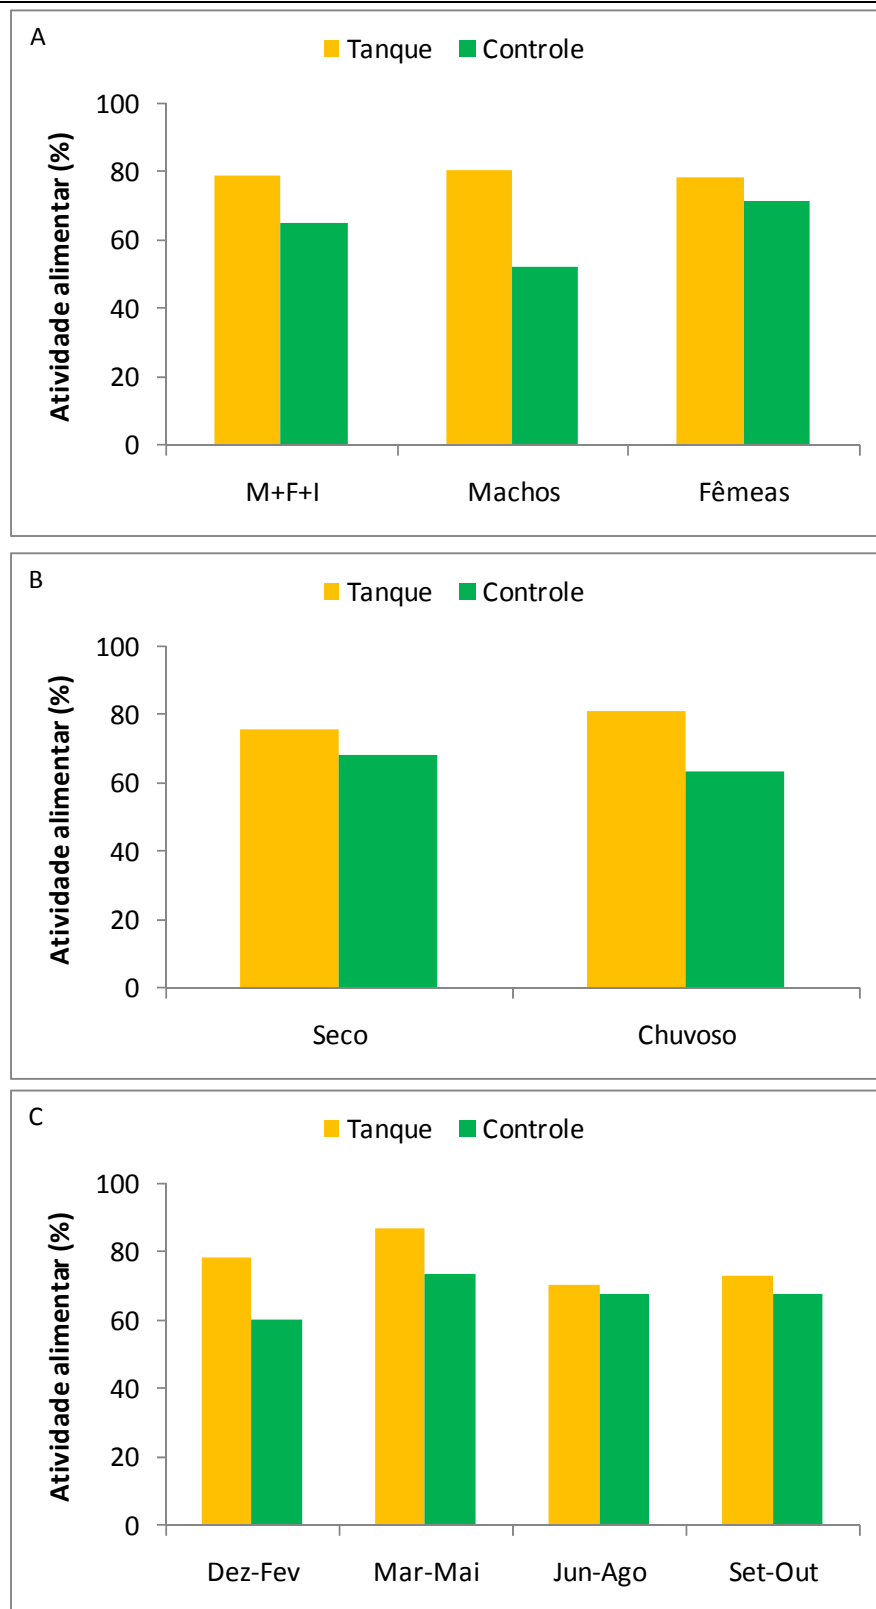 A
Tanque Controle
Atividade alimentar (%)
100
80
60
40
20
0
M+F+I Machos Fêmeas
B
Tanque Controle
Atividade alimentar (%)
100
80
60
40
20
0
Seco Chuvoso
C
Tanque Controle
Atividade alimentar (%)
100
80
60
40
20
0
Dez-Fev Mar-Mai Jun-Ago Set-Out